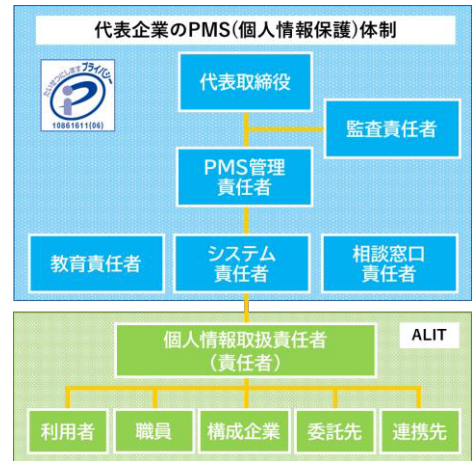 代表企業のPMS(個人情報保護)体制
たいせつにしますプライバシー
10861611(06)
代表取締役
監査責任者
PMS管理
責任者
教育責任者
システム
責任者
相談窓口
責任者
個人情報取扱責任者
（責任者）
ALIT
利用者
職員
構成企業
委託先
連携先